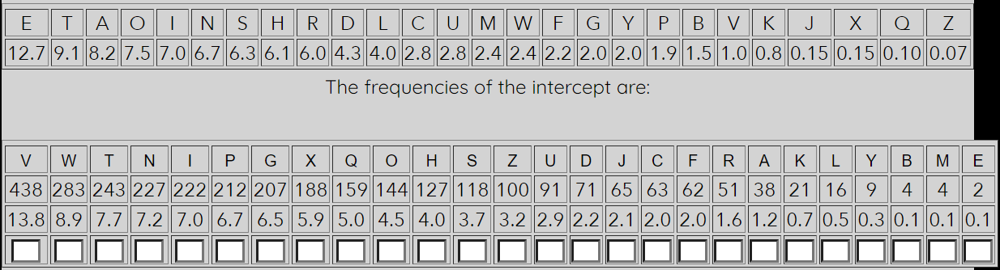 E T A O I N S H R D L C U M W F G Y P B V K J X Q Z
12.7 9.1 8.2 7.5 7.0 6.7 6.3 6.1 6.0 4.3 4.0 2.8 2.8 2.4 2.4 2.2 2.0 2.0 1.9 1.5 1.0 0.8 0.15 0.15 0.10 0.07
The frequencies of the intercept are:
V W T N I P G X Q O H S Z U D J C F R A K L Y B M E
438 283 243 227 222 212 207 188 159 144 127 118 100 91 71 65 63 62 51 38 21 16 9 4 4 2
13.8 8.9 7.7 7.2 7.0 6.7 6.5 5.9 5.0 4.5 4.0 3.7 3.2 2.9 2.2 2.1 2.0 2.0 1.6 1.2 0.7 0.5 0.3 0.1 0.1 0.1